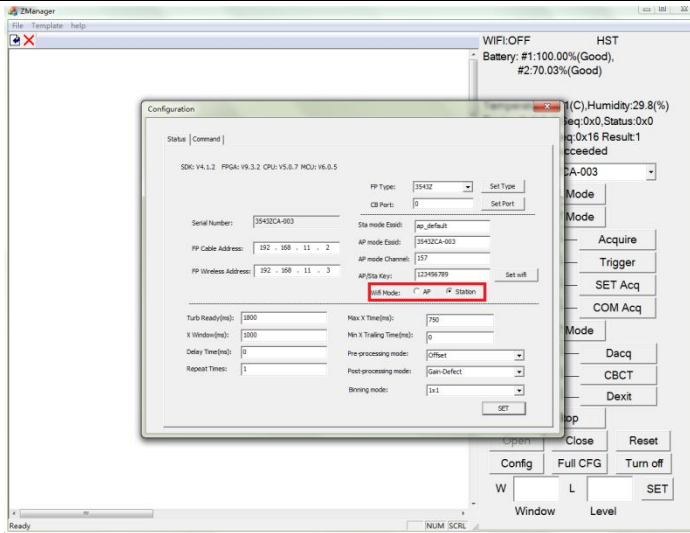 ZManager
File Template help
WIFI:OFF HST
Battery: #1:100.00%(Good),
#2:70.03%(Good)
1(C),Humidity:29.8(%)
Seq:0x0,Status:0x0
q:0x16 Result:1
cceeded
CA-003
Mode
Mode
Acquire
Trigger
SET Acq
COM Acq
Mode
Dacq
CBCT
Dexit
op
Open Close Reset
Config Full CFG Turn off
W L SET
Window Level
Configuration
Status Command
SDK: V4.1.2 FPGA: V9.3.2 CPU: V5.0.7 MCU: V6.0.5
FP Type: 3543Z Set Type
CB Port: 0 Set Port
Serial Number: 3543ZCA-003
Sta mode Essid: ap_default
AP mode Essid: 3543ZCA-003
FP Cable Address: 192 . 168 . 11 . 2
AP mode Channel: 157
FP Wireless Address: 192 . 168 . 11 . 3
AP/Sta Key: 123456789 Set wifi
Wifi Mode: AP Station
Turb Ready(ms): 1800 Max X Time(ms): 750
X Window(ms): 1000 Min X Trailing Time(ms): 0
Delay Time(ms): 0 Pre-processing mode: Offset
Repeat Times: 1 Post-processing mode: Gain-Defect
Binning mode: 1x1
SET
Ready NUM SCRL